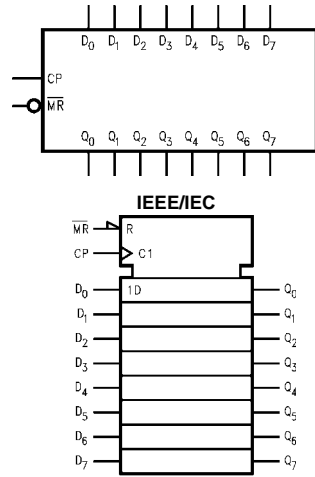 D0 D1 D2 D3 D4 D5 D6 D7
CP
M̅R̅
Q0 Q1 Q2 Q3 Q4 Q5 Q6 Q7
IEEE/IEC
M̅R̅ R
CP C1
D0 1D Q0
D1 Q1
D2 Q2
D3 Q3
D4 Q4
D5 Q5
D6 Q6
D7 Q7